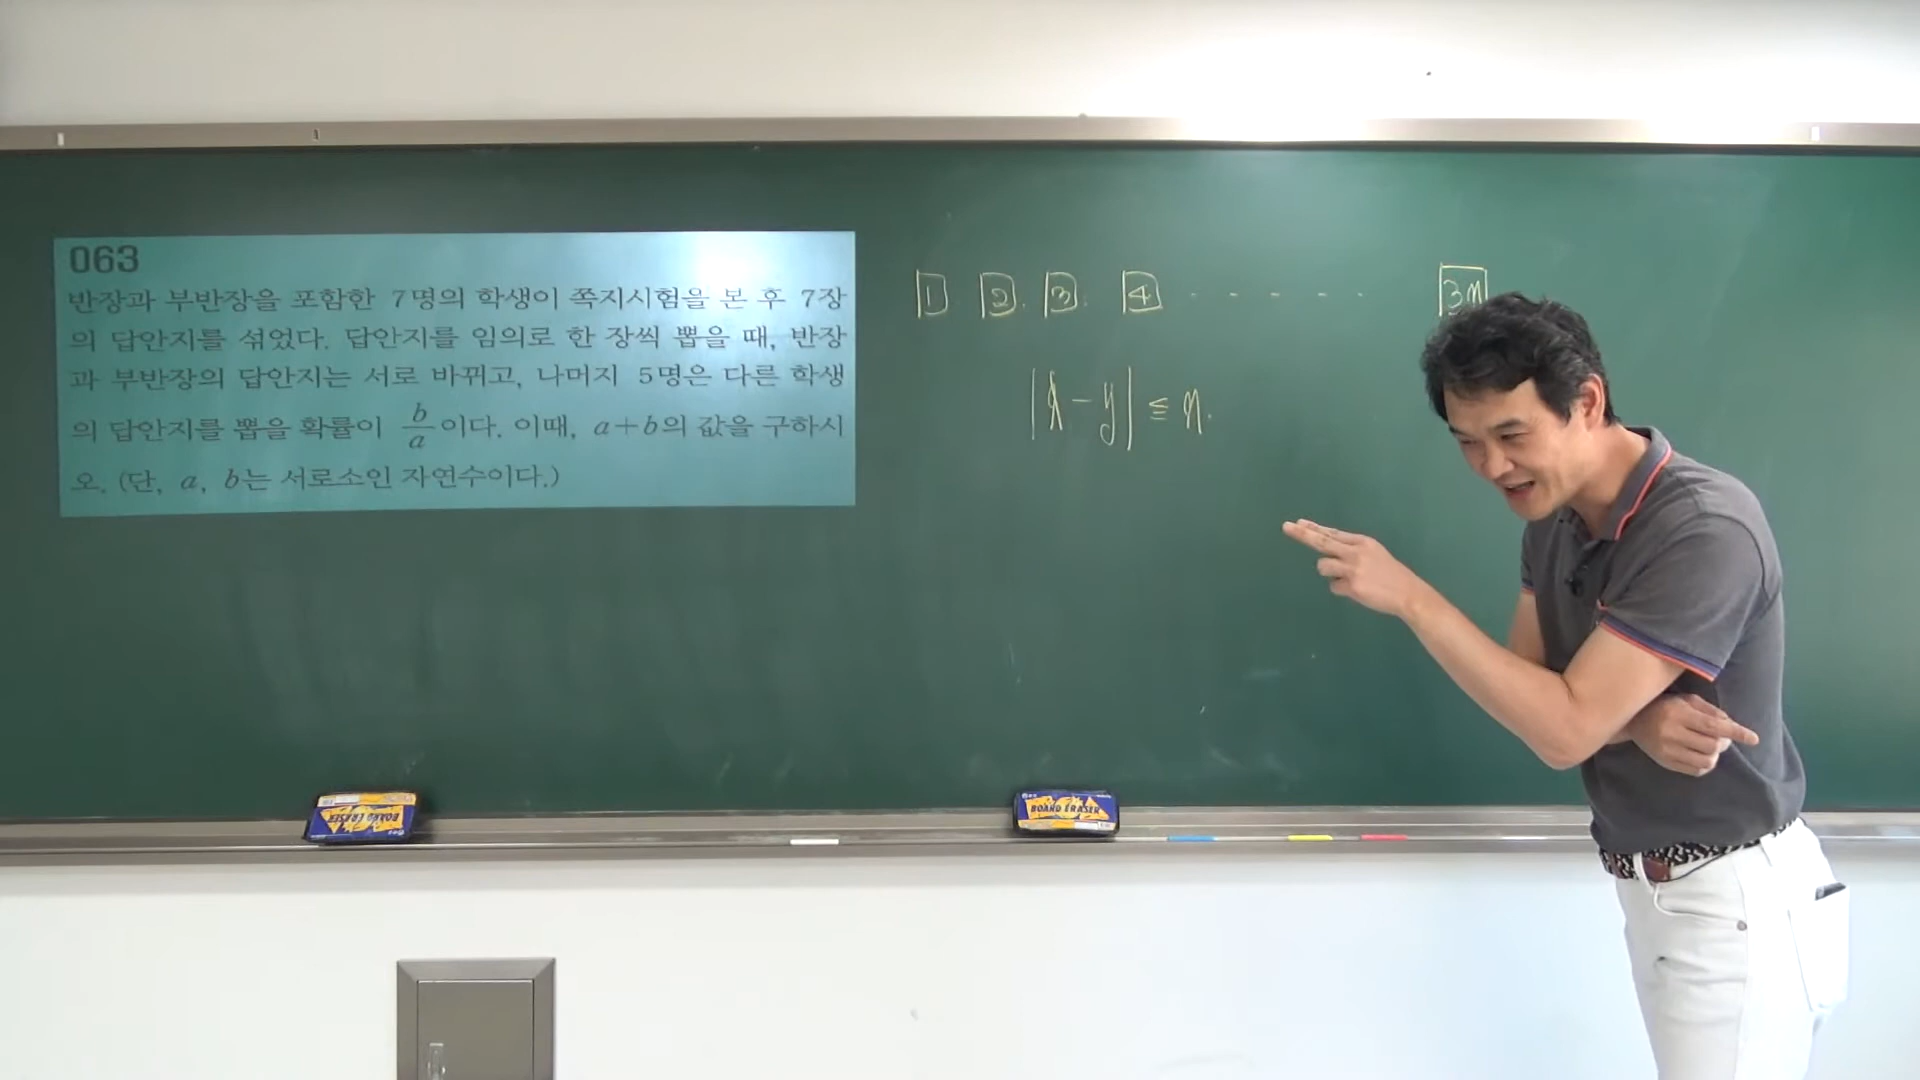 063
반장과 부반장을 포함한 7명의 학생이 쪽지시험을 본 후 7장
의 답안지를 섞었다. 답안지를 임의로 한 장씩 뽑을 때, 반장
과 부반장의 답안지는 서로 바뀌고, 나머지 5명은 다른 학생
의 답안지를 뽑을 확률이 b/a이다. 이때, a+b의 값을 구하시
오. (단, a, b는 서로소인 자연수이다.)
1 2 3 4 ..... 3n
|x-y| ≤ n.
BOARD ERASER
BOARD ERASER